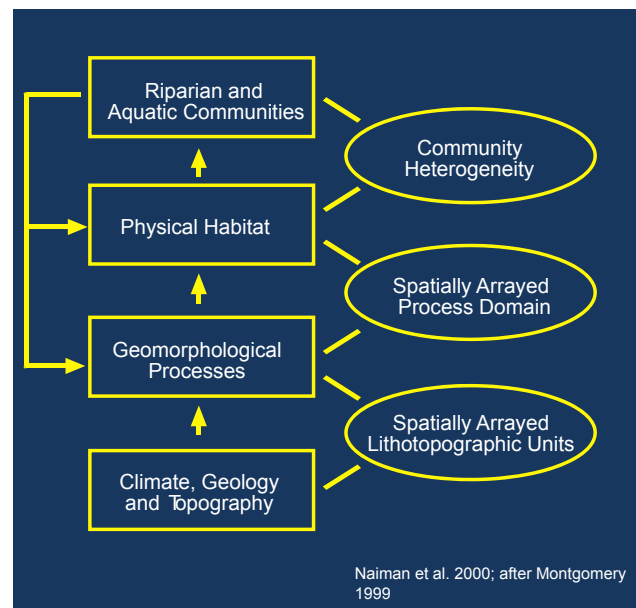 Riparian and
Aquatic Communities
Community
Heterogeneity
Physical Habitat
Spatially Arrayed
Process Domain
Geomorphological
Processes
Spatially Arrayed
Lithotopographic Units
Climate, Geology
and Topography
Naiman et al. 2000; after Montgomery
1999